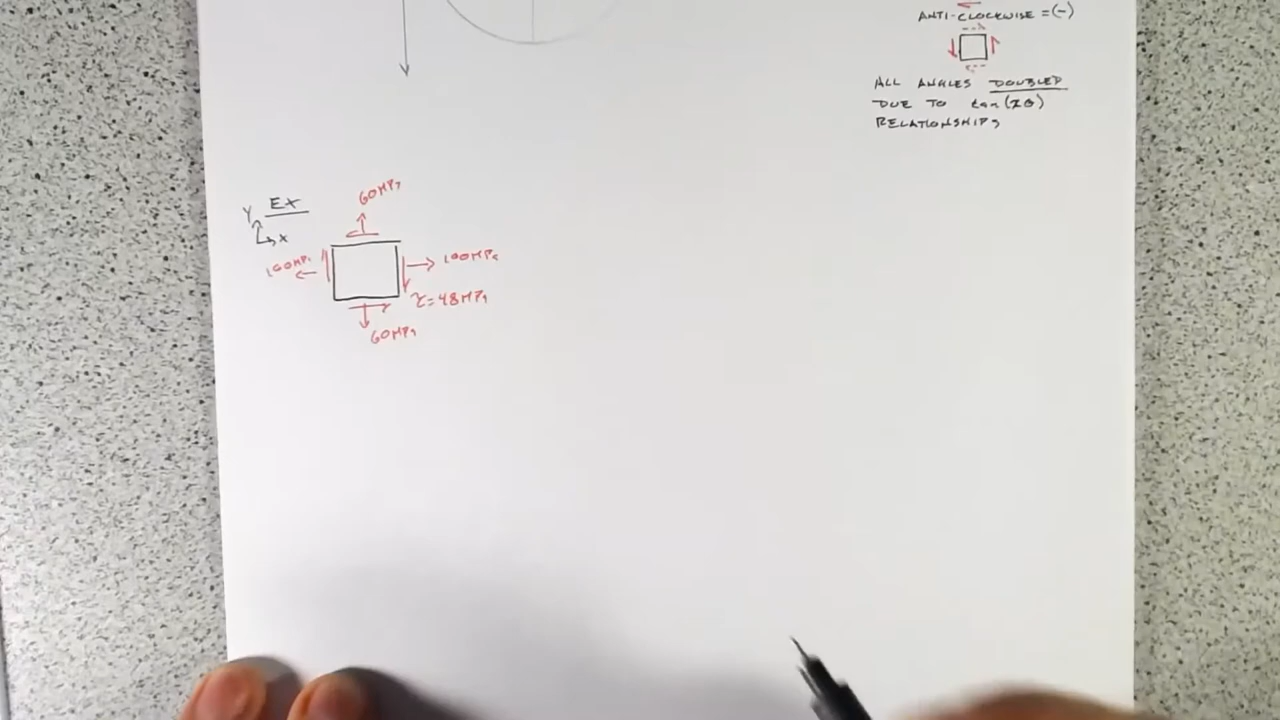 ANTI-CLOCKWISE = (-)
ALL ANGLES DOUBLED
DUE TO tan(2θ)
RELATIONSHIPS
EX
Y
X
60MPa
100MPa
100MPa
τ=48MPa
60MPa